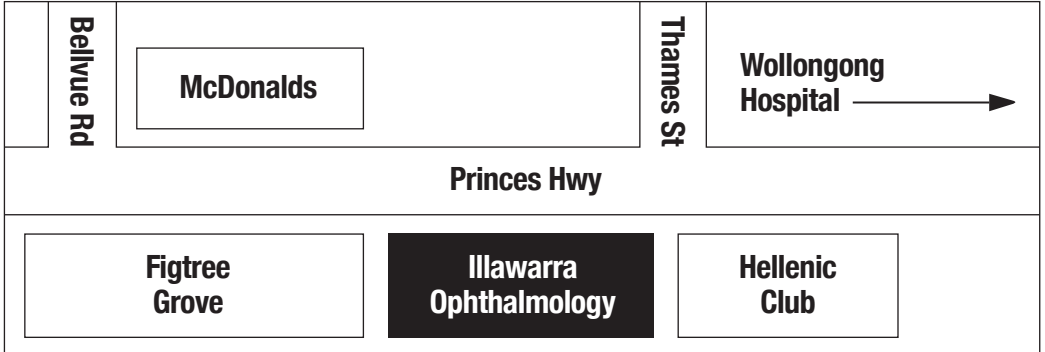 Bellvue Rd
McDonalds
Thames St
Wollongong
Hospital
Princes Hwy
Figtree
Grove
Illawarra
Ophthalmology
Hellenic
Club